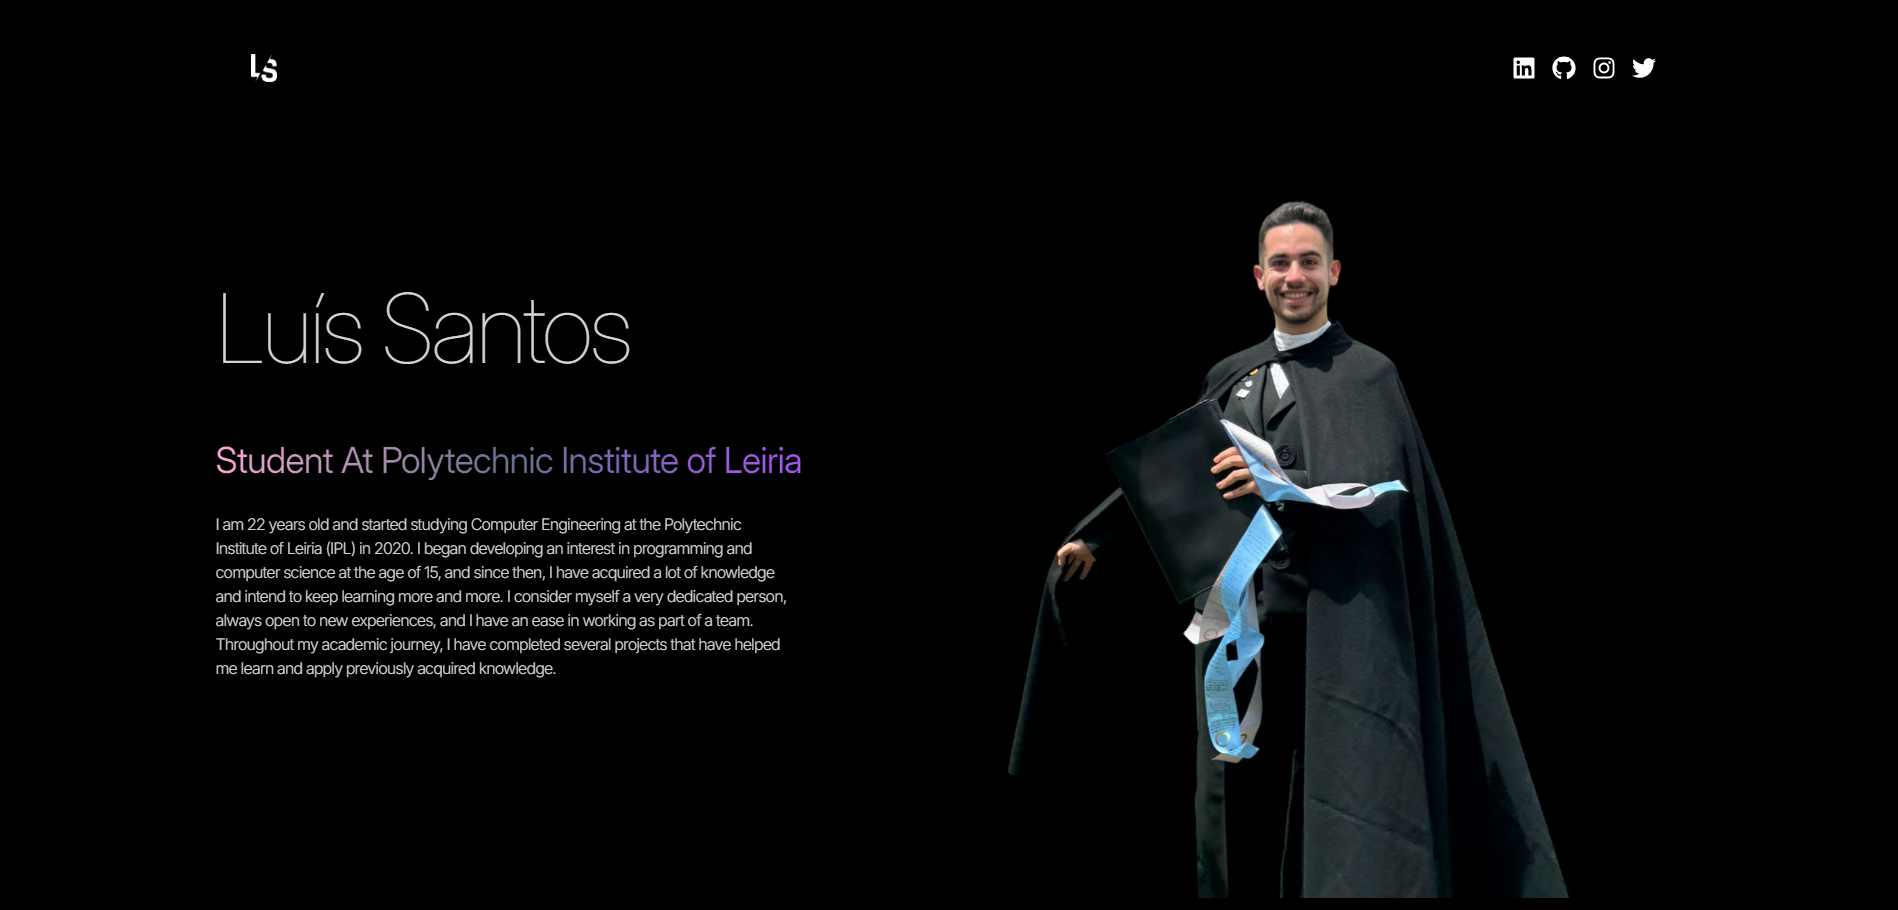 LS
Luís Santos
Student At Polytechnic Institute of Leiria
I am 22 years old and started studying Computer Engineering at the Polytechnic
Institute of Leiria (IPL) in 2020. I began developing an interest in programming and
computer science at the age of 15, and since then, I have acquired a lot of knowledge
and intend to keep learning more and more. I consider myself a very dedicated person,
always open to new experiences, and I have an ease in working as part of a team.
Throughout my academic journey, I have completed several projects that have helped
me learn and apply previously acquired knowledge.